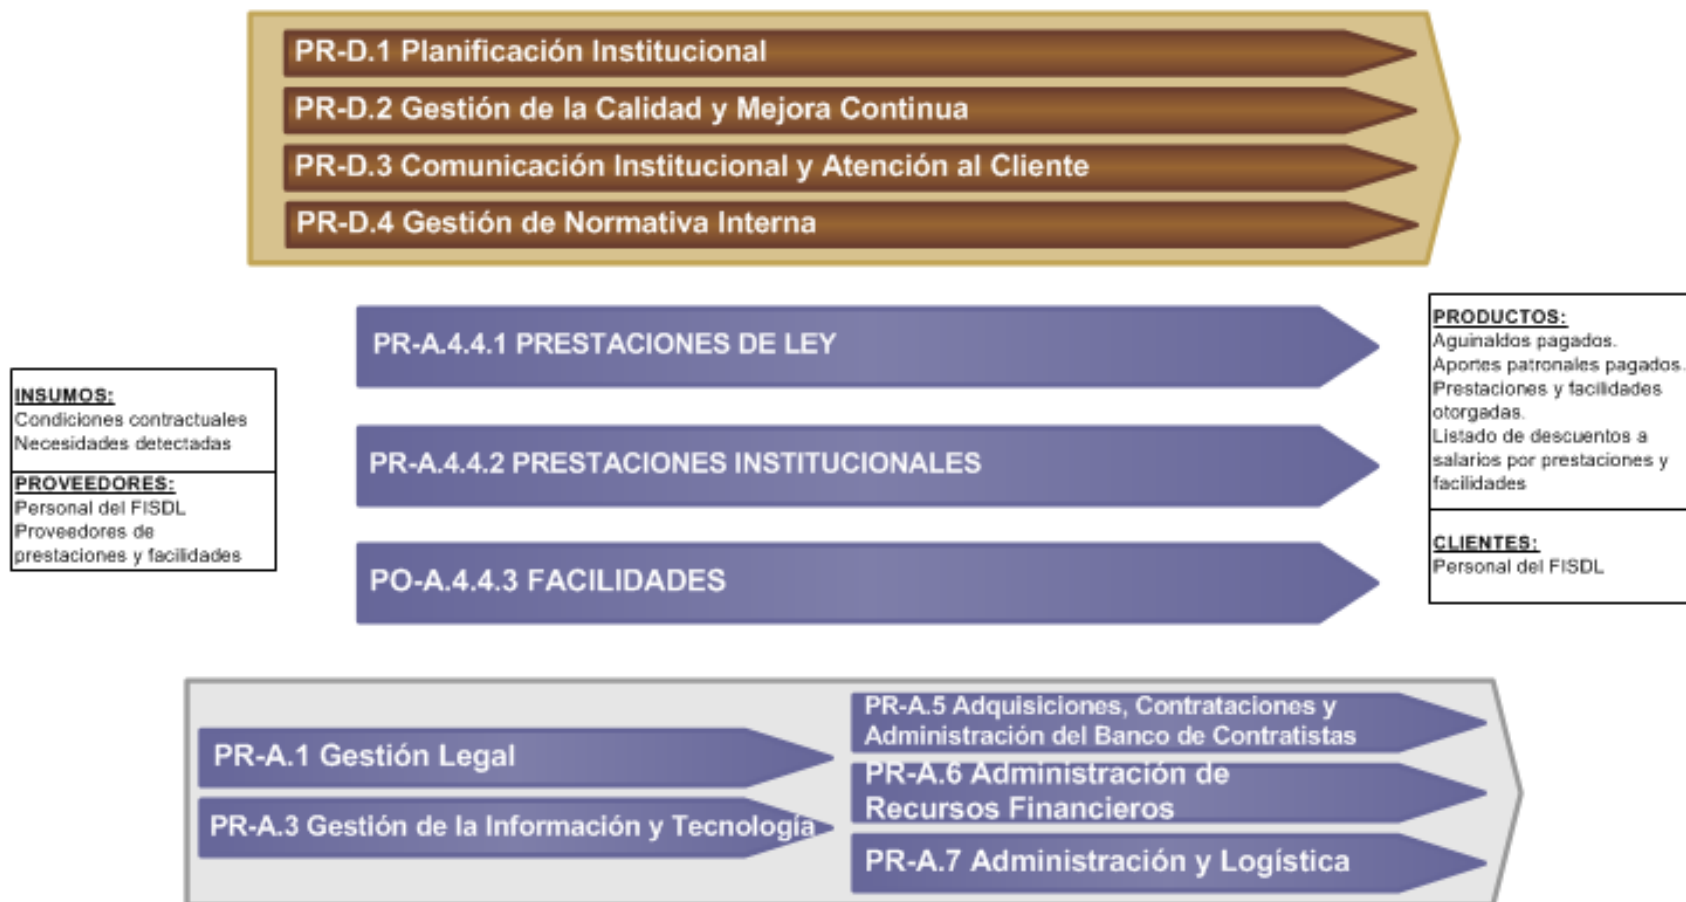 PR-D.1 Planificación Institucional
PR-D.2 Gestión de la Calidad y Mejora Continua
PR-D.3 Comunicación Institucional y Atención al Cliente
PR-D.4 Gestión de Normativa Interna
INSUMOS:
Condiciones contractuales
Necesidades detectadas
PROVEEDORES:
Personal del FISDL
Proveedores de
prestaciones y facilidades
PR-A.4.4.1 PRESTACIONES DE LEY
PR-A.4.4.2 PRESTACIONES INSTITUCIONALES
PO-A.4.4.3 FACILIDADES
PRODUCTOS:
Aguinaldos pagados.
Aportes patronales pagados.
Prestaciones y facilidades
otorgadas.
Listado de descuentos a
salarios por prestaciones y
facilidades
CLIENTES:
Personal del FISDL
PR-A.1 Gestión Legal
PR-A.3 Gestión de la Información y Tecnología
PR-A.5 Adquisiciones, Contrataciones y
Administración del Banco de Contratistas
PR-A.6 Administración de
Recursos Financieros
PR-A.7 Administración y Logística